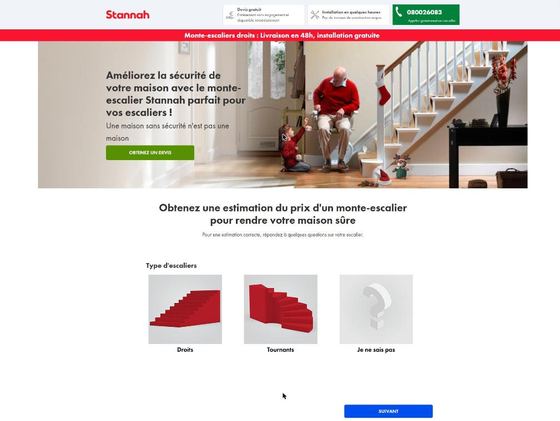 Stannah
Devis gratuit
Installation en quelques heures
080026083
Monte-escaliers droits : Livraison en 48h, installation gratuite
Améliorez la sécurité de
votre maison avec le monte-
escalier Stannah parfait pour
vos escaliers !
Une maison sans sécurité n'est pas une
maison
OBTENEZ UN DEVIS
Obtenez une estimation du prix d'un monte-escalier
pour rendre votre maison sûre
Pour une estimation correcte, répondez à quelques questions sur votre escalier.
Type d'escaliers
Droits
Tournants
Je ne sais pas
SUIVANT